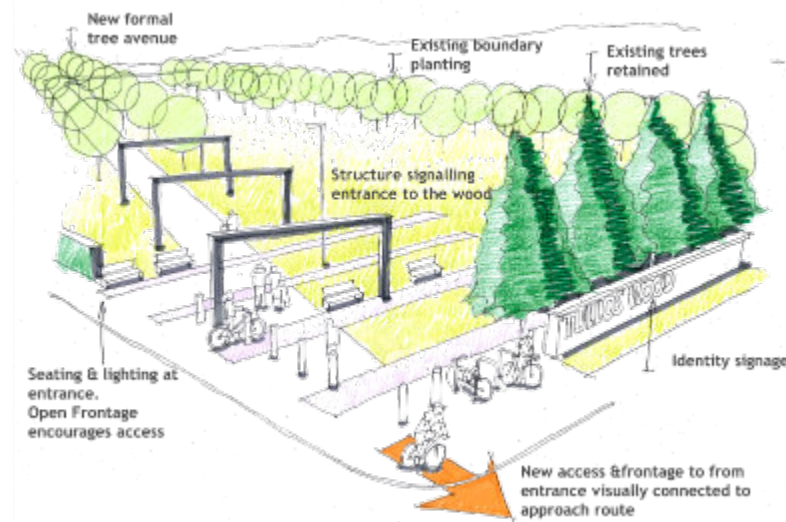 New formal
tree avenue
Existing boundary
planting
Existing trees
retained
Structure signalling
entrance to the wood
WOOD
Identity signage
Seating & lighting at
entrance.
Open Frontage
encourages access
New access &frontage to from
entrance visually connected to
approach route